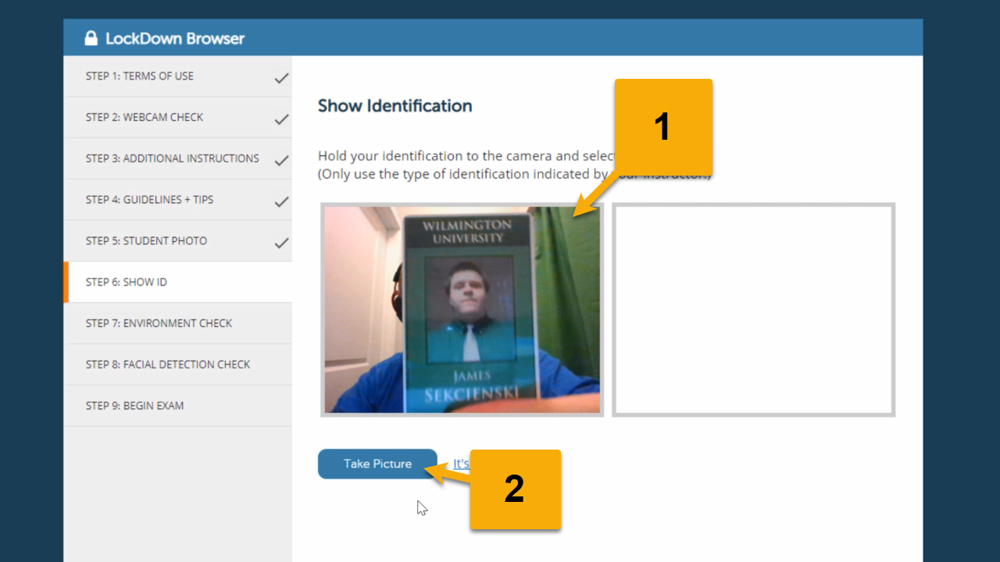 LockDown Browser
STEP 1: TERMS OF USE
STEP 2: WEBCAM CHECK
STEP 3: ADDITIONAL INSTRUCTIONS
STEP 4: GUIDELINES + TIPS
STEP 5: STUDENT PHOTO
STEP 6: SHOW ID
STEP 7: ENVIRONMENT CHECK
STEP 8: FACIAL DETECTION CHECK
STEP 9: BEGIN EXAM
Show Identification
Hold your identification to the camera and select
(Only use the type of identification indicated by your instructor.)
1
WILMINGTON
UNIVERSITY
JAMES
SEKCIENSKI
Take Picture
It's
2